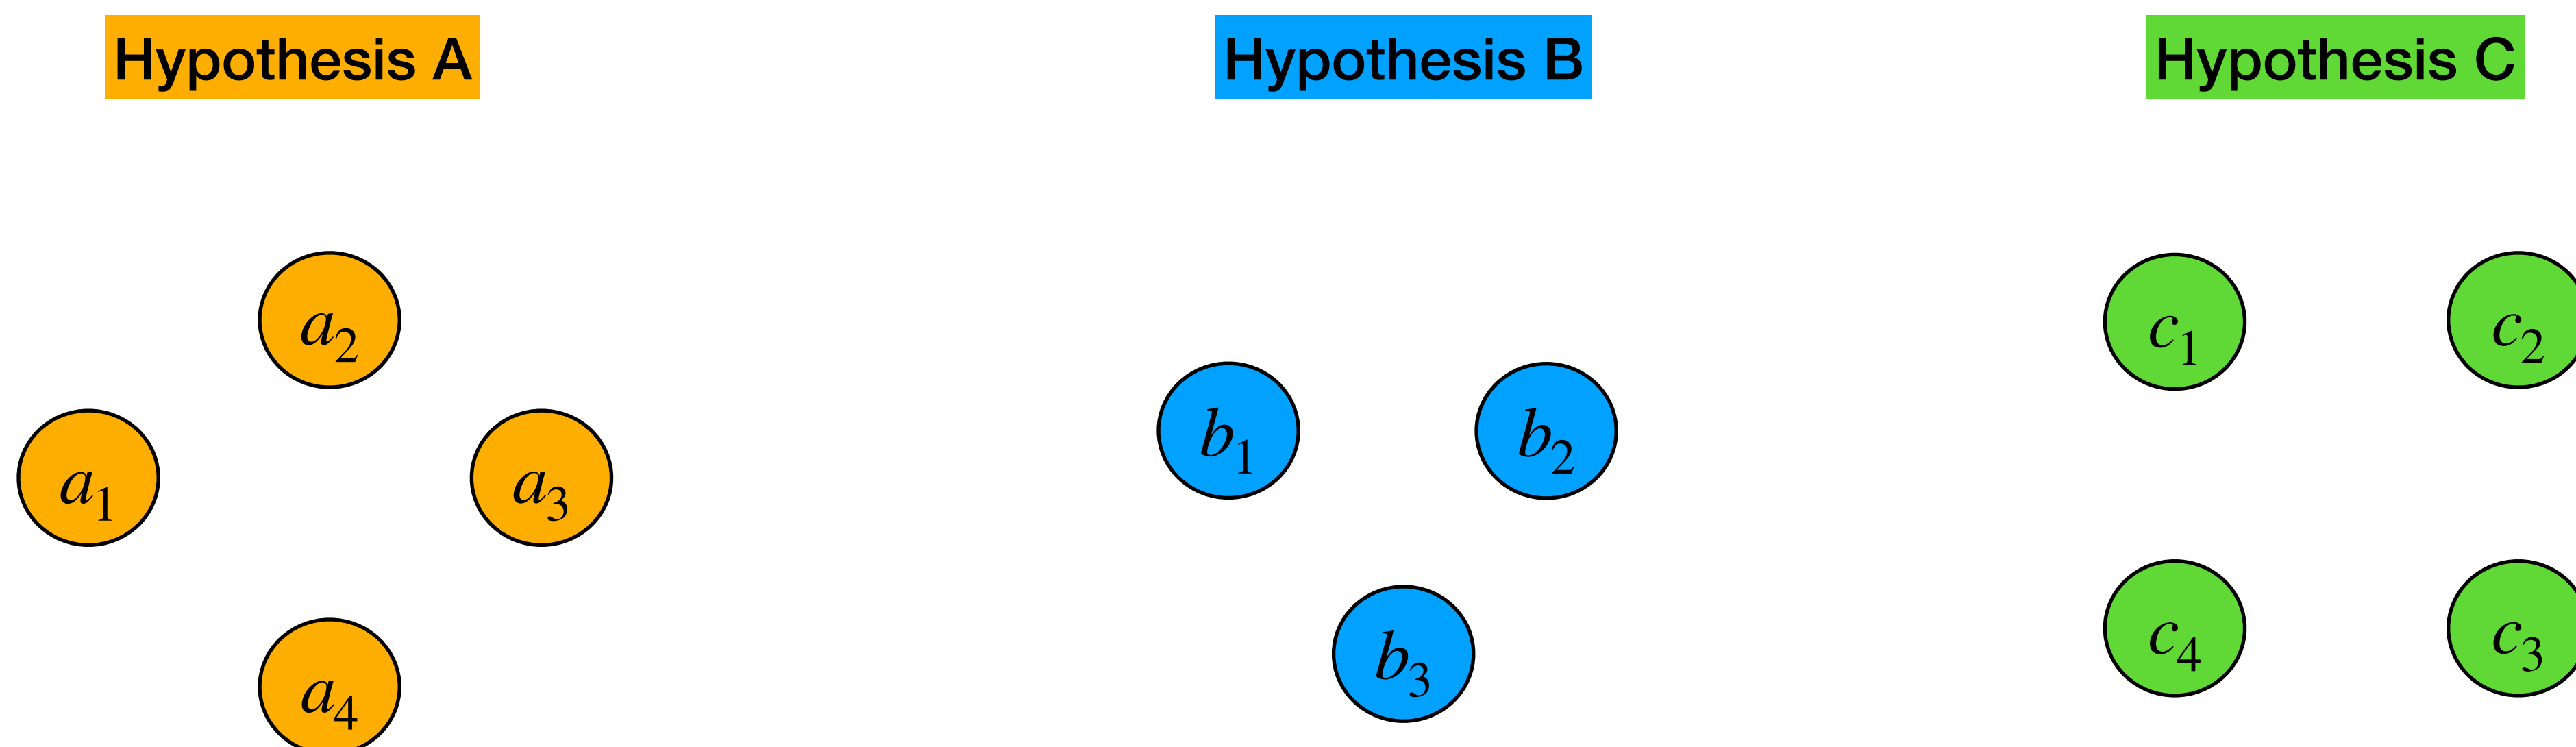 Hypothesis A
Hypothesis B
Hypothesis C
a₂
a₁
a₃
a₄
b₁
b₂
b₃
c₁
c₂
c₄
c₃